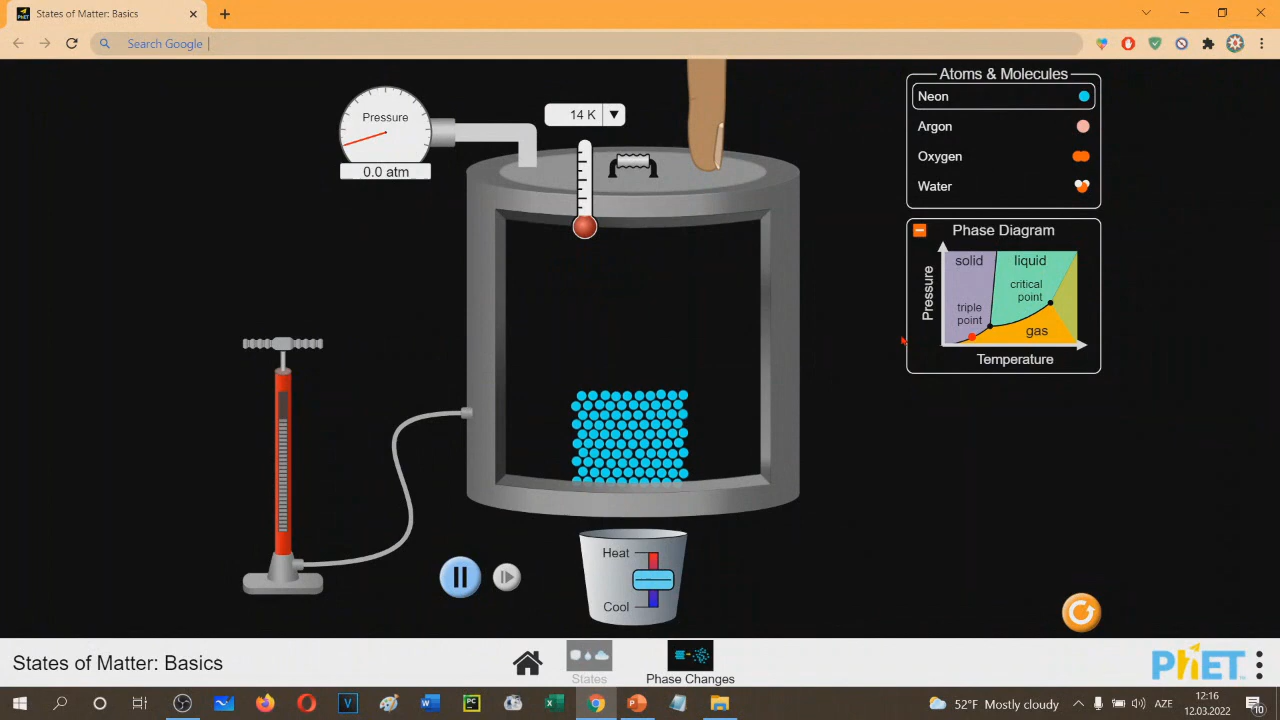 States of Matter: Basics
Search Google
Pressure
0.0 atm
14 K
Atoms & Molecules
Neon
Argon
Oxygen
Water
Phase Diagram
Pressure
solid
liquid
critical
point
triple
point
gas
Temperature
Heat
Cool
States of Matter: Basics
States
Phase Changes
PhET
52°F Mostly cloudy
AZE
12:16
12.03.2022
10